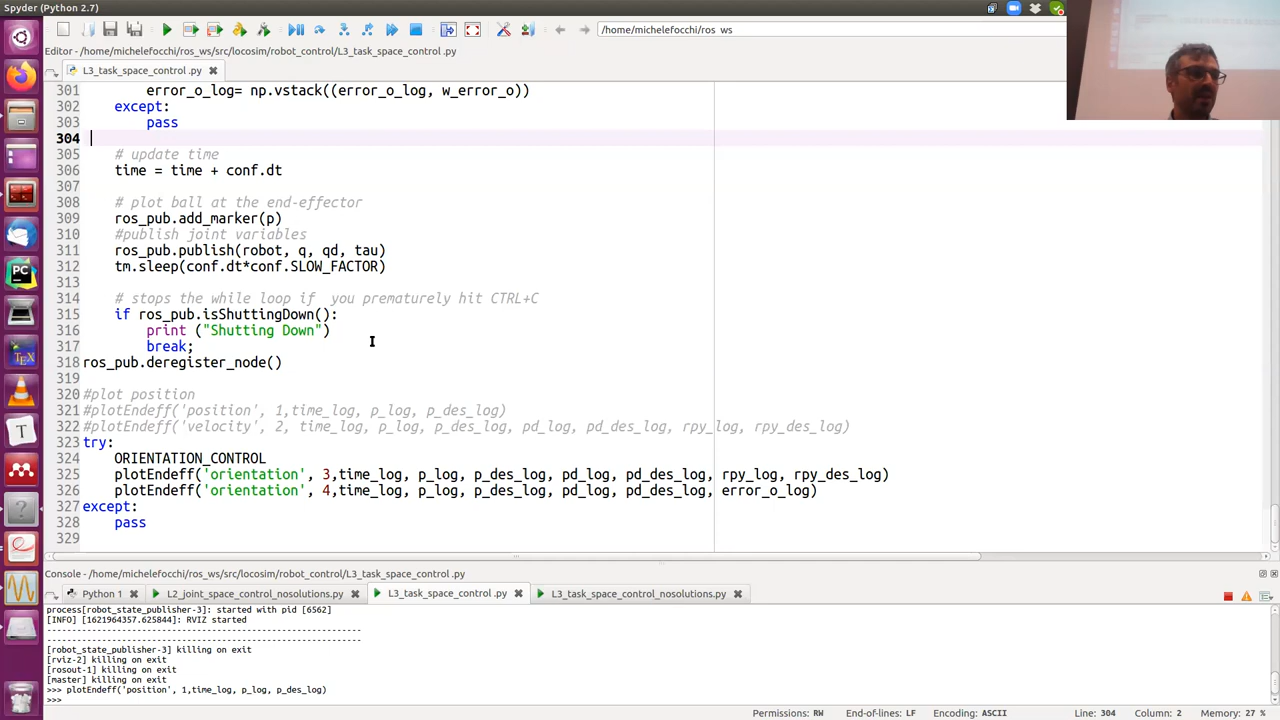 Spyder (Python 2.7)
/home/michelefocchi/ros_ws
Editor - /home/michelefocchi/ros_ws/src/locosim/robot_control/L3_task_space_control .py
L3_task_space_control .py
301 error_o_log= np.vstack((error_o_log, w_error_o))
302 except:
303 pass
304
305 # update time
306 time = time + conf.dt
307
308 # plot ball at the end-effector
309 ros_pub.add_marker(p)
310 #publish joint variables
311 ros_pub.publish(robot, q, qd, tau)
312 tm.sleep(conf.dt*conf.SLOW_FACTOR)
313
314 # stops the while loop if  you prematurely hit CTRL+C
315 if ros_pub.isShuttingDown():
316 print ("Shutting Down")
317 break;
318 ros_pub.deregister_node()
319
320 #plot position
321 #plotEndeff('position', 1,time_log, p_log, p_des_log)
322 #plotEndeff('velocity', 2, time_log, p_log, p_des_log, pd_log, pd_des_log, rpy_log, rpy_des_log)
323 try:
324 ORIENTATION_CONTROL
325 plotEndeff('orientation', 3,time_log, p_log, p_des_log, pd_log, pd_des_log, rpy_log, rpy_des_log)
326 plotEndeff('orientation', 4,time_log, p_log, p_des_log, pd_log, pd_des_log, error_o_log)
327 except:
328 pass
329
Console - /home/michelefocchi/ros_ws/src/locosim/robot_control/L3_task_space_control .py
Python 1 L2_joint_space_control_nosolutions.py L3_task_space_control .py L3_task_space_control_nosolutions.py
process[robot_state_publisher-3]: started with pid [6562]
[INFO] [1621964357.625844]: RVIZ started
------------------------------------------------------------
------------------------------------------------------------
[robot_state_publisher-3] killing on exit
[rviz-2] killing on exit
[rosout-1] killing on exit
[master] killing on exit
>>> plotEndeff('position', 1,time_log, p_log, p_des_log)
>>>
Permissions: RW End-of-lines: LF Encoding: ASCII Line: 304 Column: 2 Memory: 27 %
PC
TEX
T